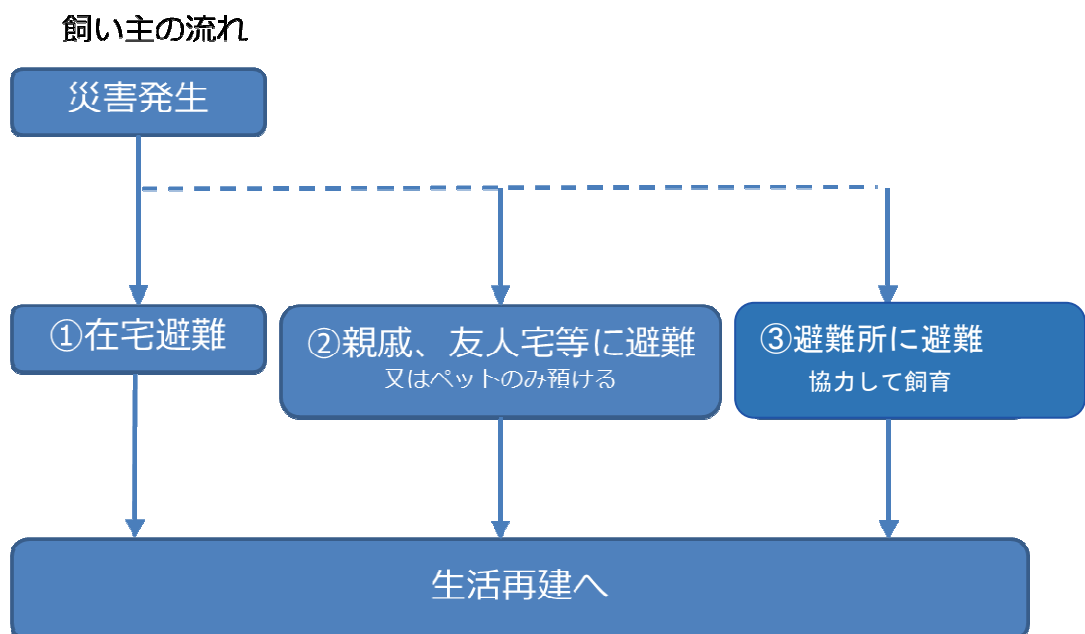 飼い主の流れ
災害発生
①在宅避難
②親戚、友人宅等に避難
又はペットのみ預ける
③避難所に避難
協力して飼育
生活再建へ